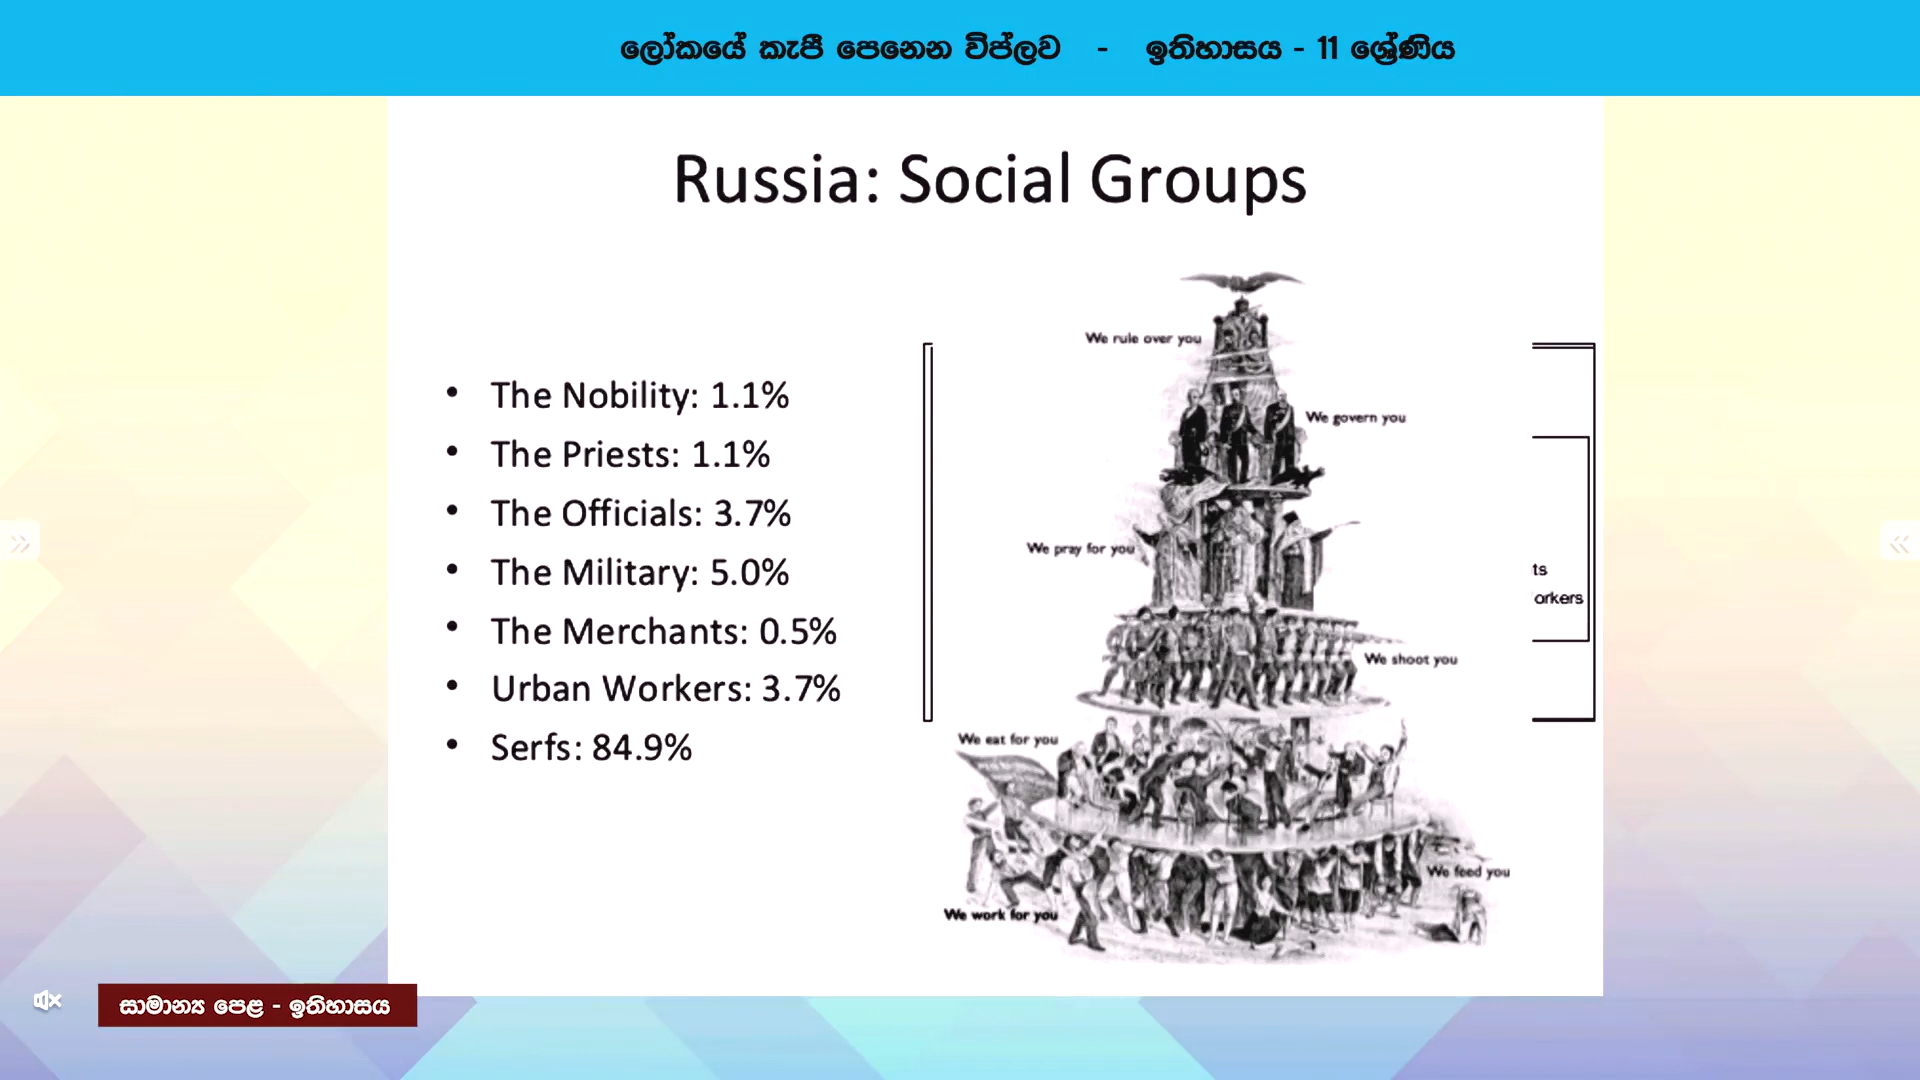 ලෝකයේ කැපී පෙනෙන විප්ලව - ඉතිහාසය - 11 ශ්‍රේණිය
Russia: Social Groups
• The Nobility: 1.1%
• The Priests: 1.1%
• The Officials: 3.7%
• The Military: 5.0%
• The Merchants: 0.5%
• Urban Workers: 3.7%
• Serfs: 84.9%
We rule over you
We govern you
We pray for you
ts
orkers
We shoot you
We eat for you
We feed you
We work for you
සාමාන්‍ය පෙළ - ඉතිහාසය